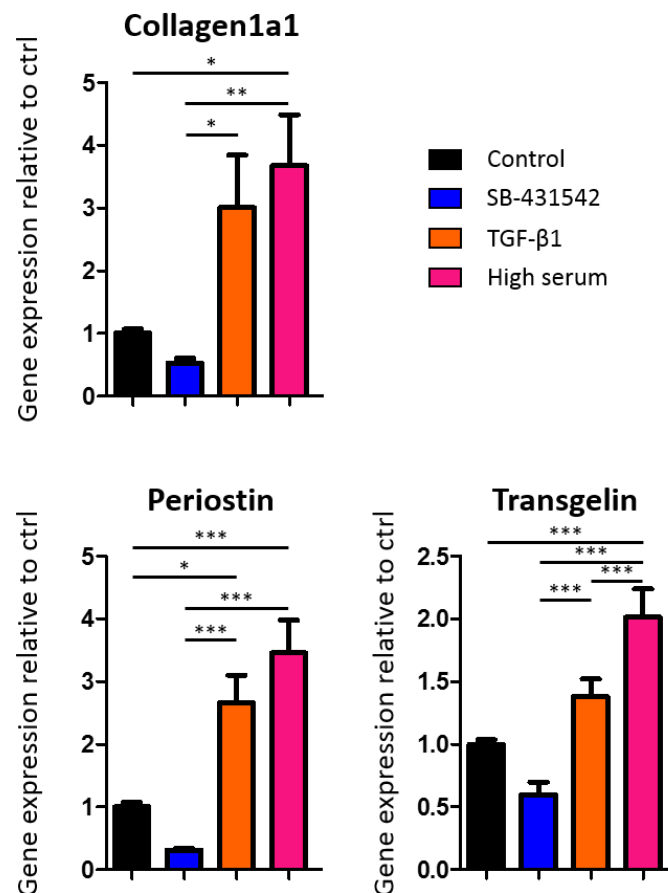 Collagen1a1
Gene expression relative to ctrl
5
4
3
2
1
0
*
**
*
Control
SB-431542
TGF-β1
High serum
Periostin
Gene expression relative to ctrl
5
4
3
2
1
0
***
*
***
***
Transgelin
Gene expression relative to ctrl
2.5
2.0
1.5
1.0
0.5
0.0
***
***
***
***